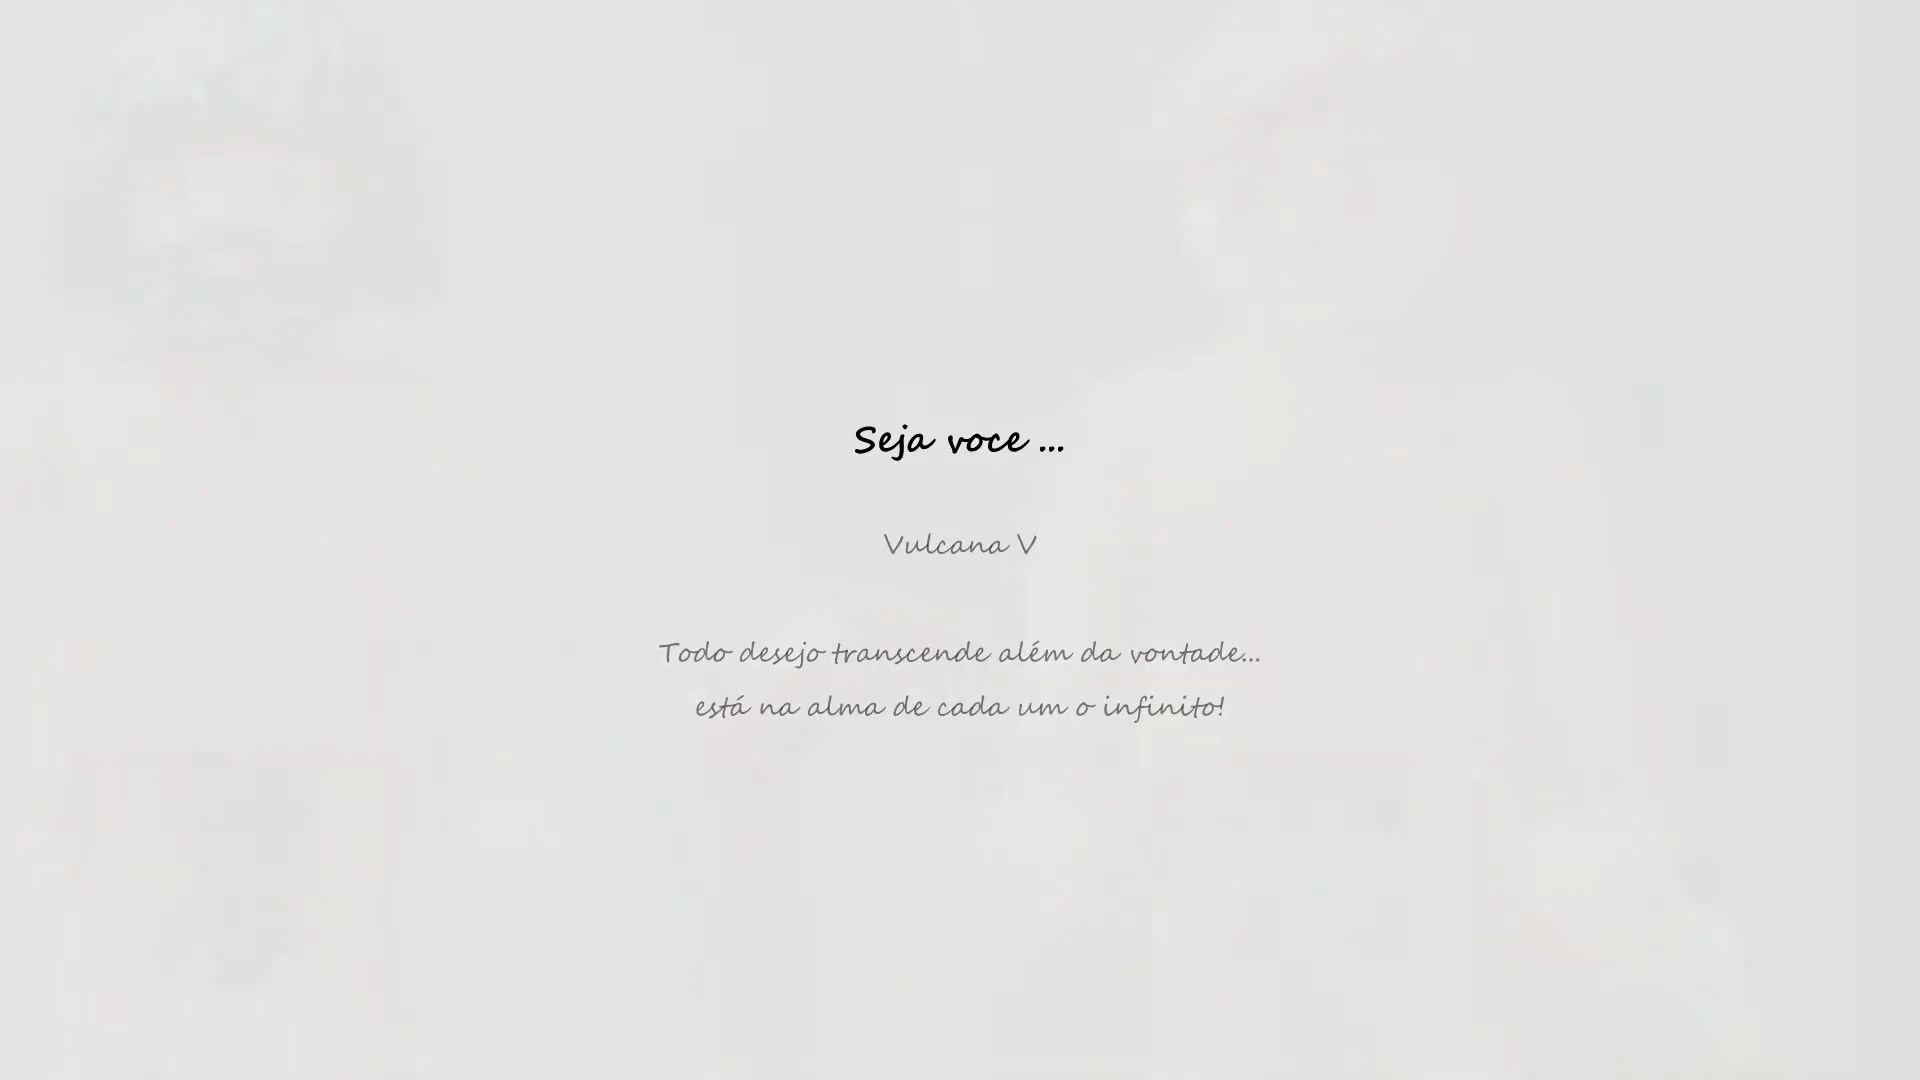 Seja voce ...
Vulcana V
Todo desejo transcende além da vontade...
está na alma de cada um o infinito!